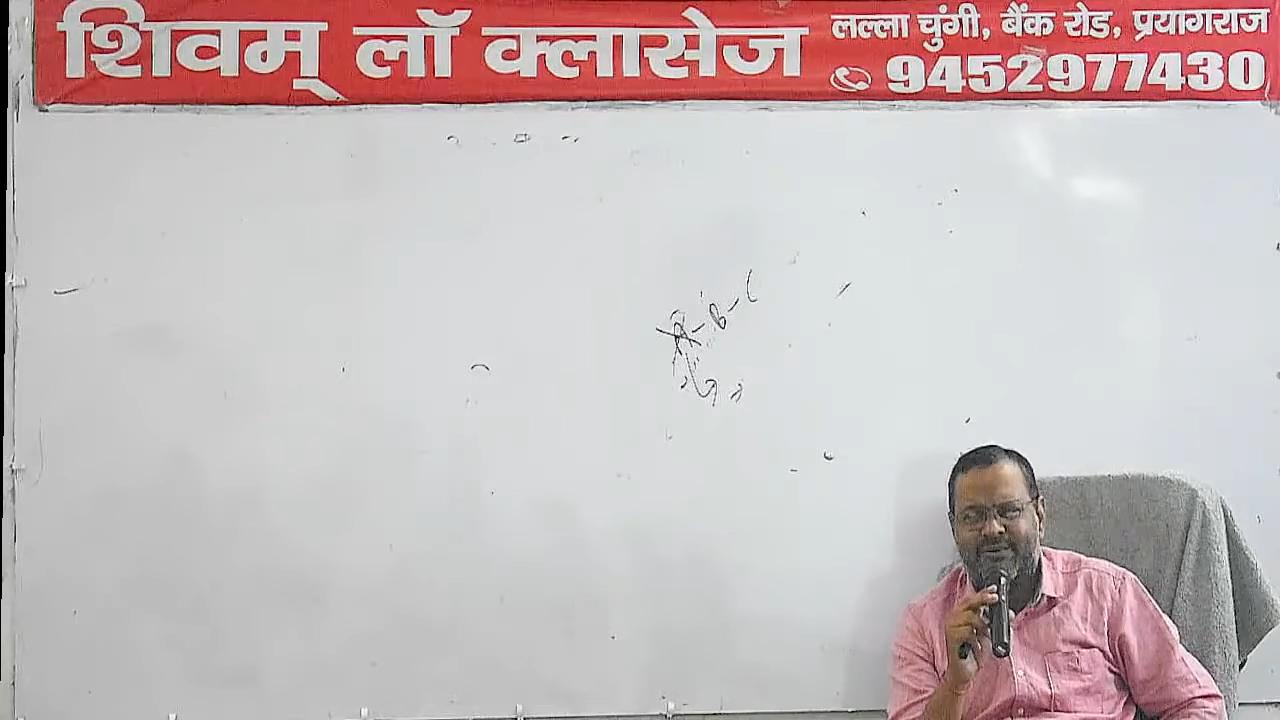 शिवम् लॉ क्लासेज
लल्ला चुंगी, बैंक रोड, प्रयागराज
9452977430
A-B-C